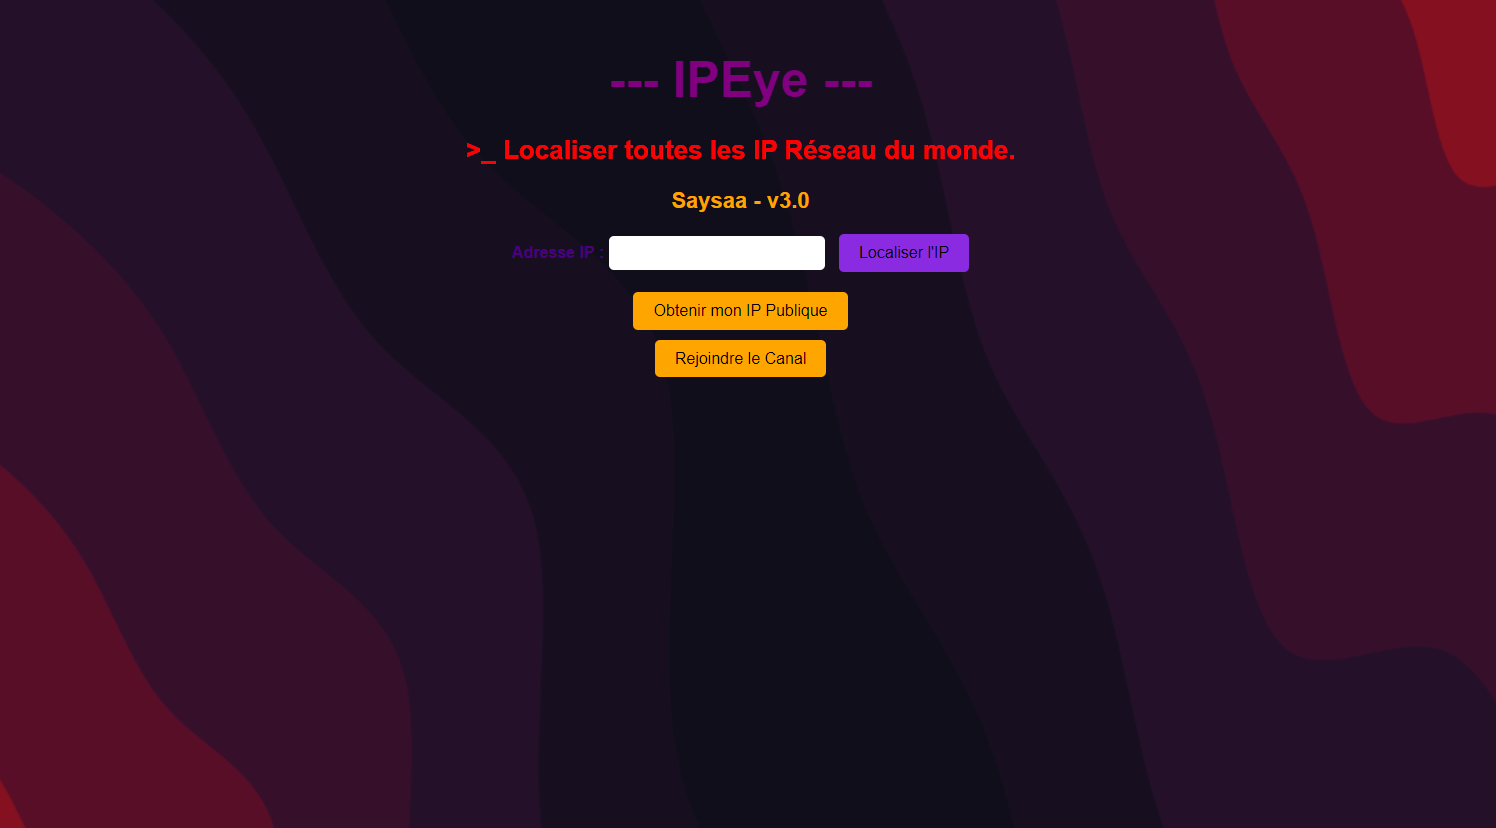 --- IPEye ---
>_ Localiser toutes les IP Réseau du monde.
Saysaa - v3.0
Adresse IP : Localiser l'IP
Obtenir mon IP Publique
Rejoindre le Canal